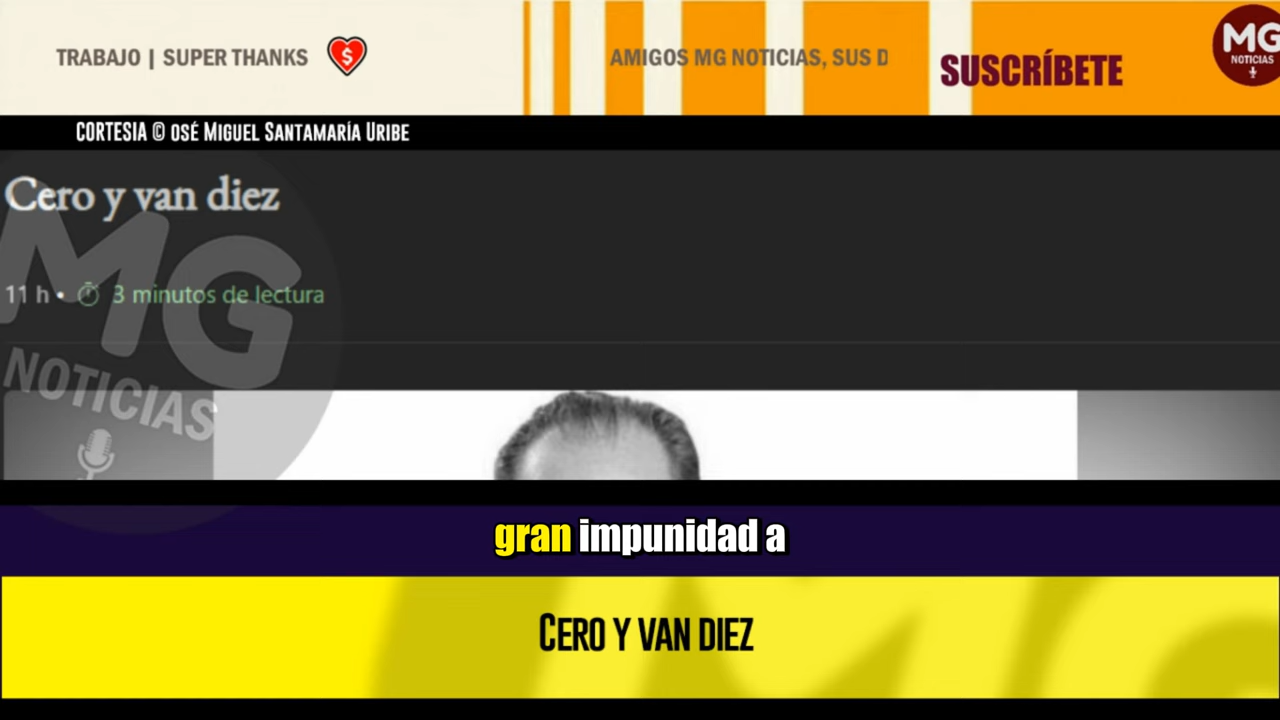 TRABAJO | SUPER THANKS
AMIGOS MG NOTICIAS, SUS D
SUSCRÍBETE
MG
NOTICIAS
CORTESIA © OSÉ MIGUEL SANTAMARÍA URIBE
Cero y van diez
11 h • 3 minutos de lectura
MG
NOTICIAS
gran impunidad a
CERO Y VAN DIEZ